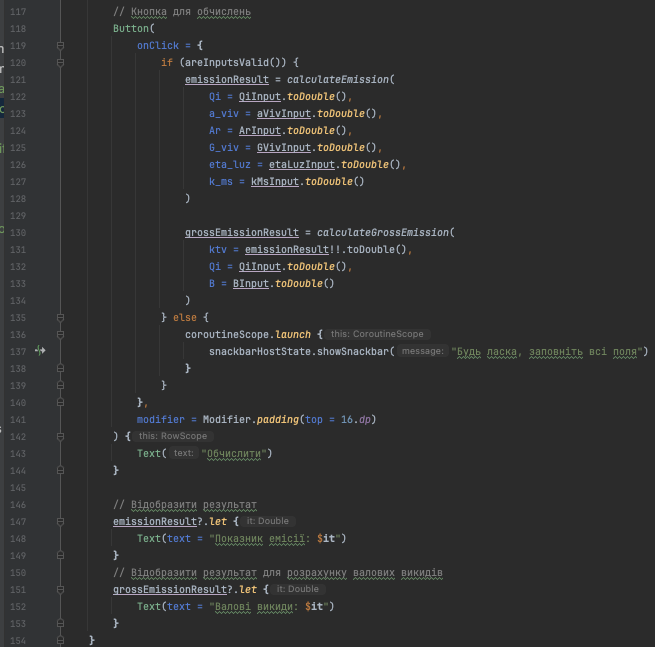 117 // Кнопка для обчислень
118 Button(
119 onClick = {
120 if (areInputsValid()) {
121 emissionResult = calculateEmission(
122 Qi = QiInput.toDouble(),
123 a_viv = aVivInput.toDouble(),
124 Ar = ArInput.toDouble(),
125 G_viv = GVivInput.toDouble(),
126 eta_luz = etaLuzInput.toDouble(),
127 k_ms = kMsInput.toDouble()
128 )
129
130 grossEmissionResult = calculateGrossEmission(
131 ktv = emissionResult!!.toDouble(),
132 Qi = QiInput.toDouble(),
133 B = BInput.toDouble()
134 )
135 } else {
136 coroutineScope.launch { this: CoroutineScope
137 snackbarHostState.showSnackbar( message: "Будь ласка, заповніть всі поля")
138 }
139 }
140 },
141 modifier = Modifier.padding(top = 16.dp)
142 ) { this: RowScope
143 Text( text: "Обчислити")
144 }
145
146 // Відобразити результат
147 emissionResult?.let { it: Double
148 Text(text = "Показник емісії: $it")
149 }
150 // Відобразити результат для розрахунку валових викидів
151 grossEmissionResult?.let { it: Double
152 Text(text = "Валові викиди: $it")
153 }
154 }